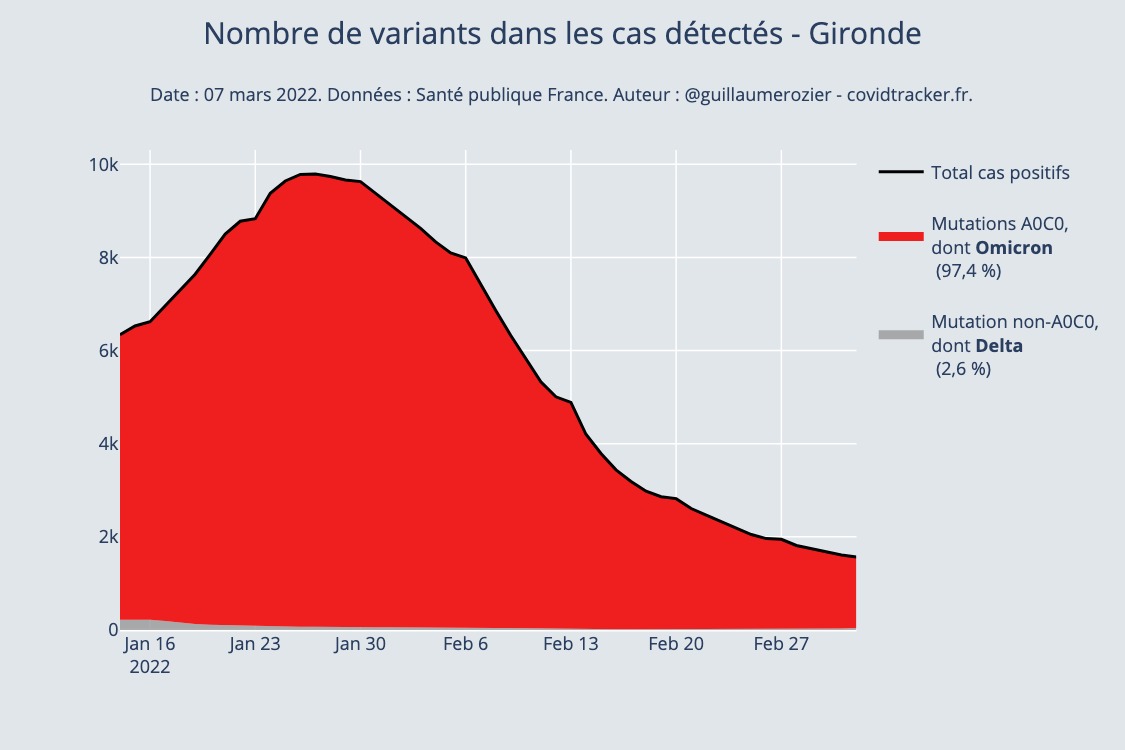 Nombre de variants dans les cas détectés - Gironde
Date : 07 mars 2022. Données : Santé publique France. Auteur : @guillaumerozier - covidtracker.fr.
10k
8k
6k
4k
2k
0
Jan 16
2022
Jan 23
Jan 30
Feb 6
Feb 13
Feb 20
Feb 27
Total cas positifs
Mutations A0C0,
dont Omicron
(97,4 %)
Mutation non-A0C0,
dont Delta
(2,6 %)